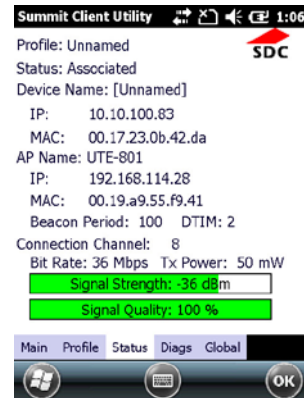 Summit Client Utility 1:06
SDC
Profile: Unnamed
Status: Associated
Device Name: [Unnamed]
IP: 10.10.100.83
MAC: 00.17.23.0b.42.da
AP Name: UTE-801
IP: 192.168.114.28
MAC: 00.19.a9.55.f9.41
Beacon Period: 100 DTIM: 2
Connection Channel: 8
Bit Rate: 36 Mbps Tx Power: 50 mW
Signal Strength: -36 dBm
Signal Quality: 100 %
Main Profile Status Diags Global
OK